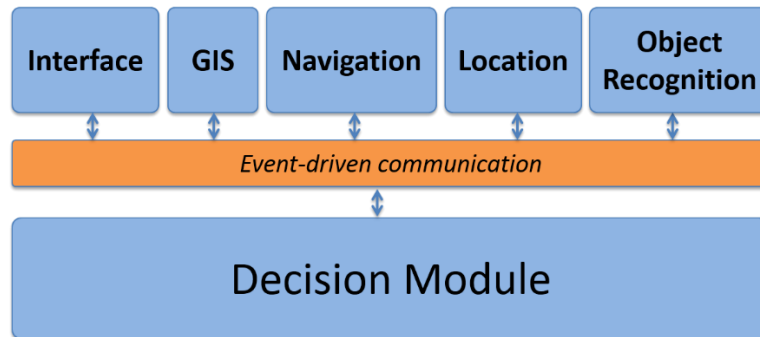 Interface
GIS
Navigation
Location
Object
Recognition
Event-driven communication
Decision Module